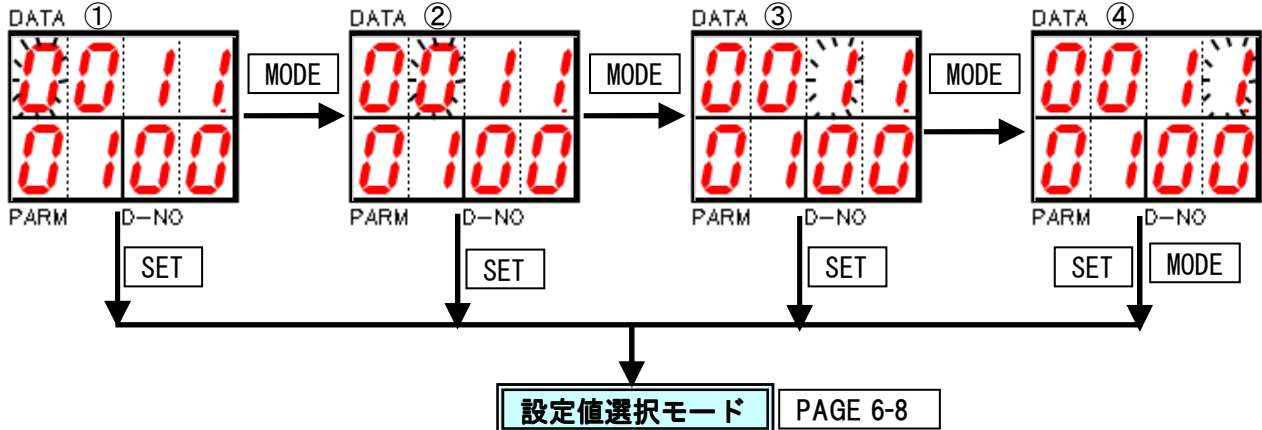 DATA ① DATA ② DATA ③ DATA ④
0011. MODE 0011. MODE 0011. MODE 0011.
0100 0100 0100 0100
PARM D-NO PARM D-NO PARM D-NO PARM D-NO
SET SET SET SET MODE
設定値選択モード PAGE 6-8